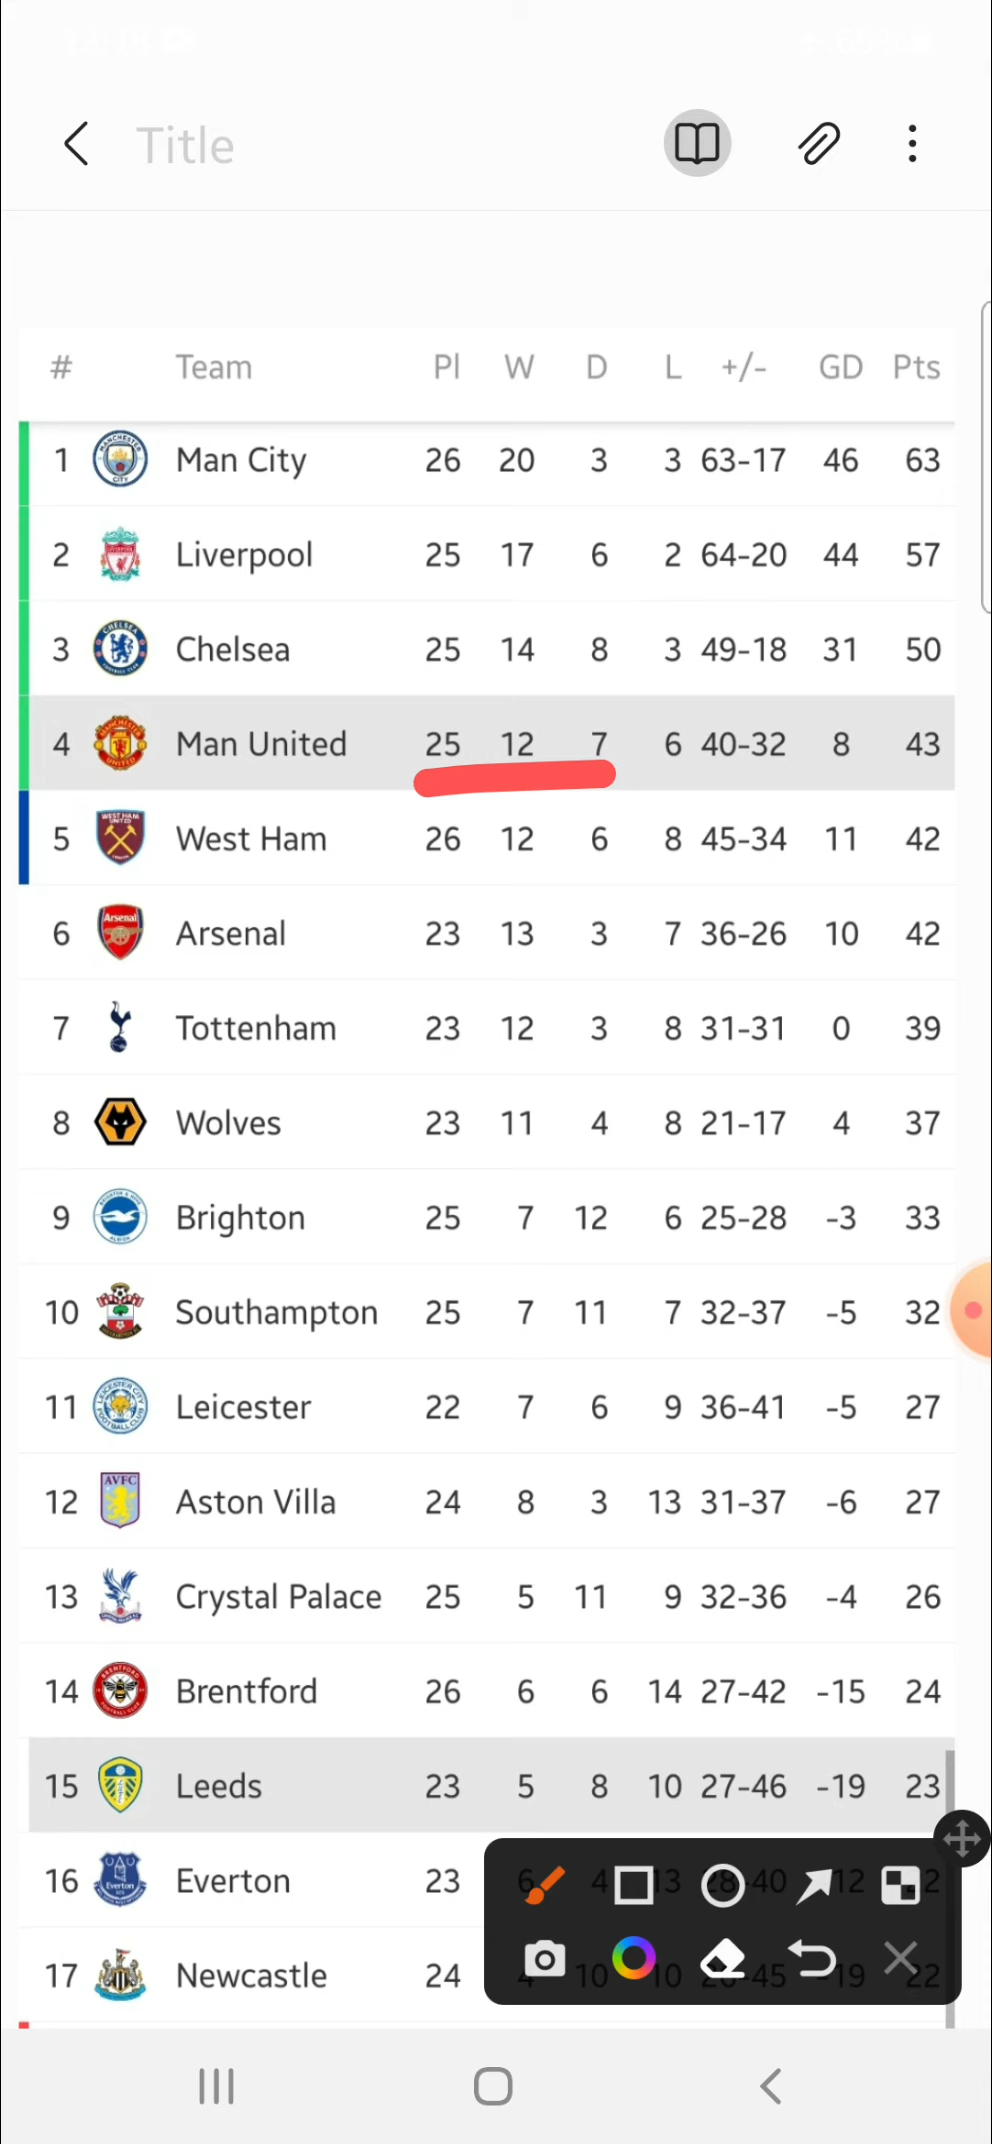 Title
# Team Pl W D L +/- GD Pts
1 Man City 26 20 3 3 63-17 46 63
2 Liverpool 25 17 6 2 64-20 44 57
3 Chelsea 25 14 8 3 49-18 31 50
4 Man United 25 12 7 6 40-32 8 43
5 West Ham 26 12 6 8 45-34 11 42
6 Arsenal 23 13 3 7 36-26 10 42
7 Tottenham 23 12 3 8 31-31 0 39
8 Wolves 23 11 4 8 21-17 4 37
9 Brighton 25 7 12 6 25-28 -3 33
10 Southampton 25 7 11 7 32-37 -5 32
11 Leicester 22 7 6 9 36-41 -5 27
12 Aston Villa 24 8 3 13 31-37 -6 27
13 Crystal Palace 25 5 11 9 32-36 -4 26
14 Brentford 26 6 6 14 27-42 -15 24
15 Leeds 23 5 8 10 27-46 -19 23
16 Everton 23
17 Newcastle 24 4 10 10 -19 22